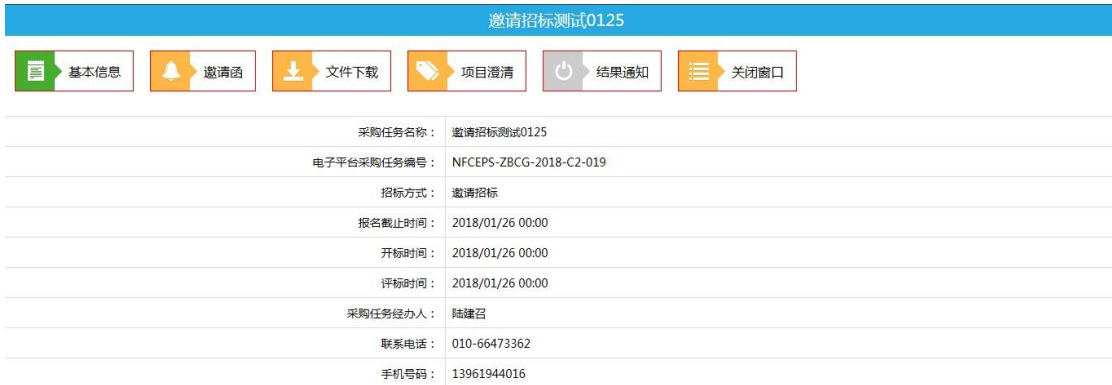 邀请招标测试0125
基本信息 邀请函 文件下载 项目澄清 结果通知 关闭窗口
采购任务名称： 邀请招标测试0125
电子平台采购任务编号： NFCEPS-ZBCG-2018-C2-019
招标方式： 邀请招标
报名截止时间： 2018/01/26 00:00
开标时间： 2018/01/26 00:00
评标时间： 2018/01/26 00:00
采购任务经办人： 陆建召
联系电话： 010-66473362
手机号码： 13961944016